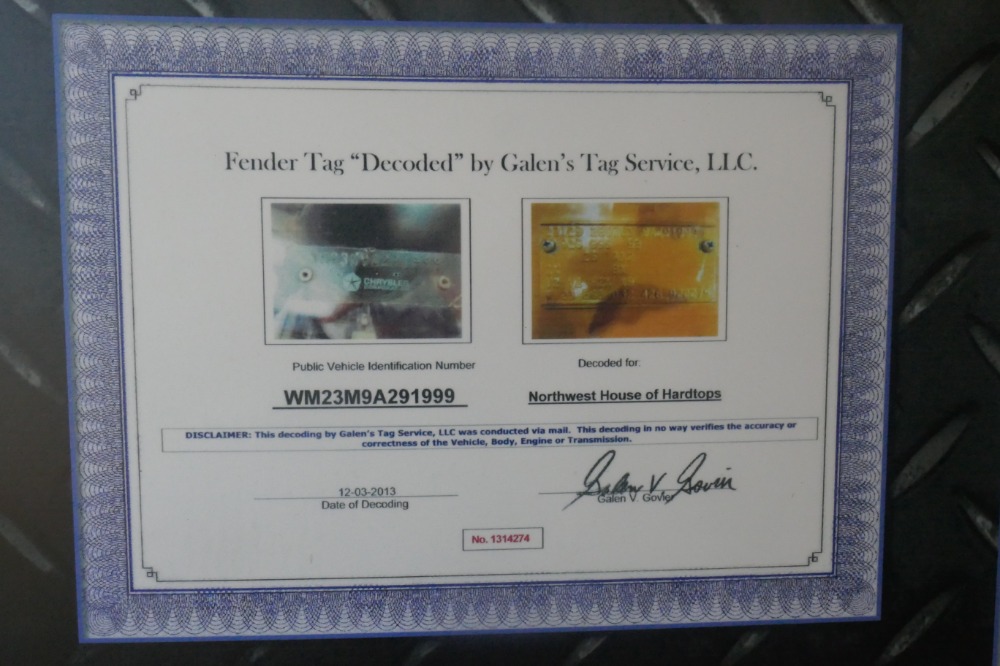 Fender Tag “Decoded” by Galen's Tag Service, LLC.
CHRYSLER
Public Vehicle Identification Number
Decoded for:
WM23M9A291999
Northwest House of Hardtops
DISCLAIMER: This decoding by Galen's Tag Service, LLC was conducted via mail. This decoding in no way verifies the accuracy or
correctness of the Vehicle, Body, Engine or Transmission.
12-03-2013
Date of Decoding
Galen V. Govier
Galen V. Govier
No. 1314274